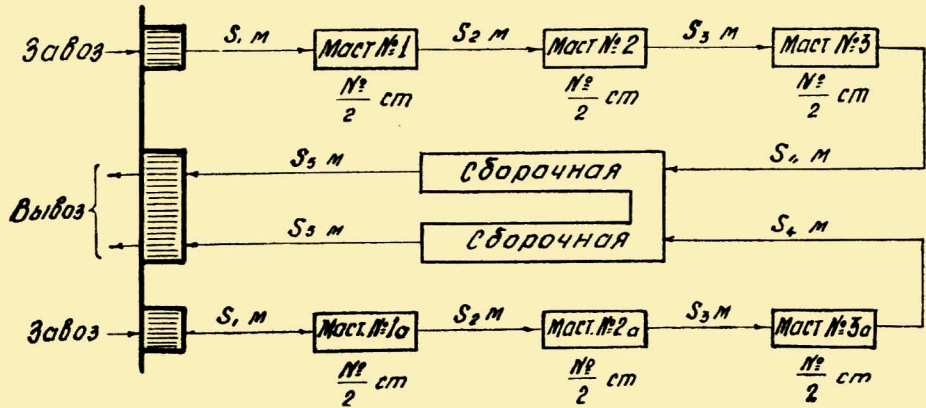 Завоз
S₁ м
Маст №1
S₂ м
Маст №2
S₃ м
Маст №3
№/2 ст
№/2 ст
№/2 ст
S₅ м
Сборочная
S₄ м
Вывоз
S₅ м
Сборочная
S₄ м
Завоз
S₁ м
Маст. №1а
S₂ м
Маст. №2а
S₃ м
Маст №3а
№/2 ст
№/2 ст
№/2 ст